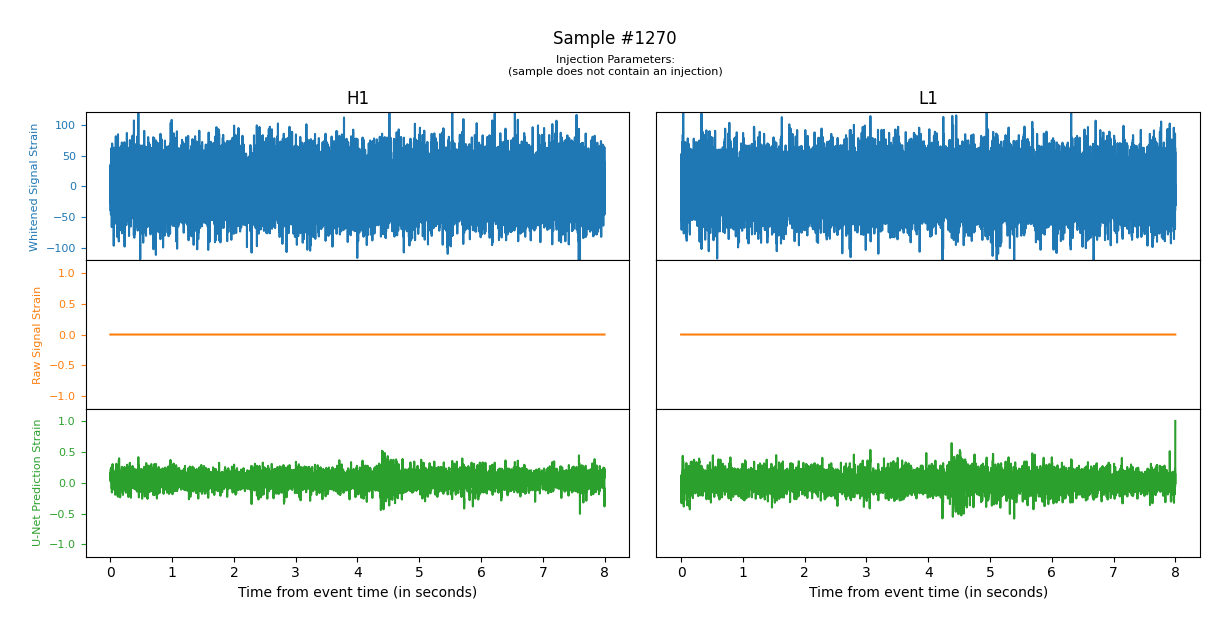 Sample #1270
Injection Parameters:
(sample does not contain an injection)
H1
L1
Whitened Signal Strain
100
50
0
−50
−100
Raw Signal Strain
1.0
0.5
0.0
−0.5
−1.0
U-Net Prediction Strain
1.0
0.5
0.0
−0.5
−1.0
0 1 2 3 4 5 6 7 8
0 1 2 3 4 5 6 7 8
Time from event time (in seconds)
Time from event time (in seconds)